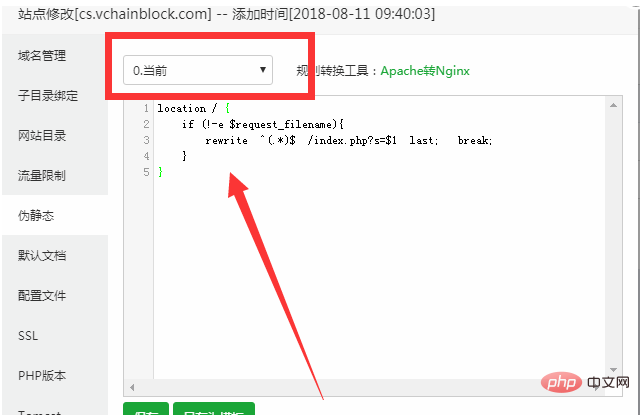 站点修改[cs.vchainblock.com] -- 添加时间[2018-08-11 09:40:03]
域名管理
子目录绑定
网站目录
流量限制
伪静态
默认文档
配置文件
SSL
PHP版本
0.当前
规则转换工具：Apache转Nginx
1 location / {
2 if (!-e $request_filename){
3 rewrite ^(.*)$ /index.php?s=$1 last; break;
4 }
5 }
php 中文网